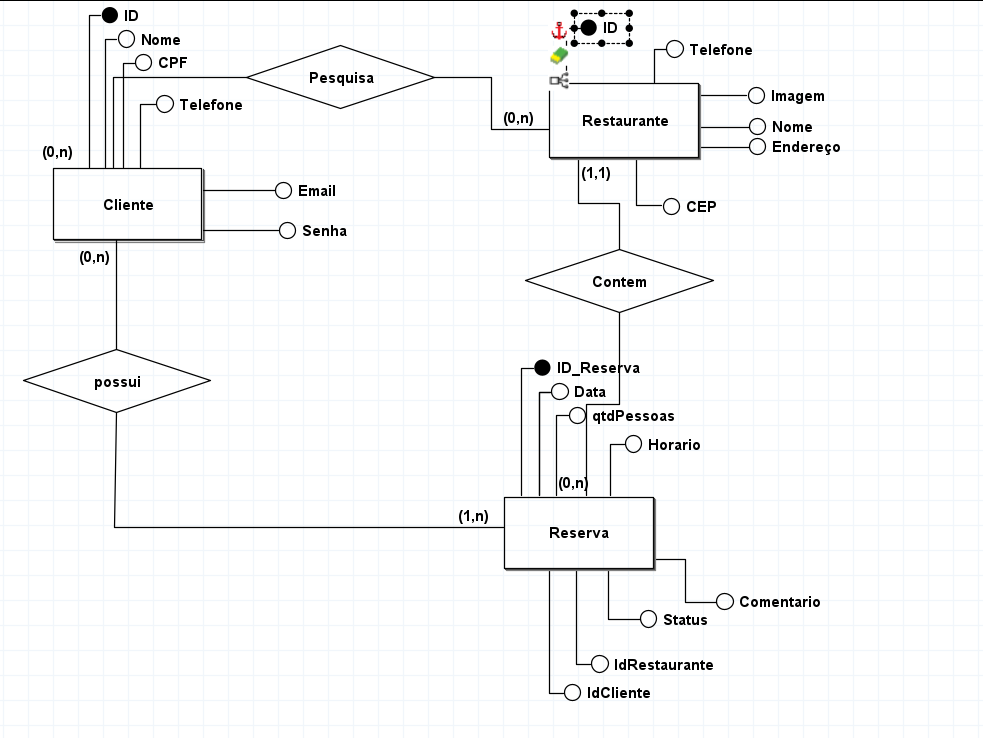 ID
Nome
CPF
Telefone
Pesquisa
(0,n)
(0,n)
Cliente
Email
Senha
(0,n)
ID
Telefone
Restaurante
Imagem
Nome
Endereço
(1,1)
CEP
Contem
possui
ID_Reserva
Data
qtdPessoas
Horario
(0,n)
(1,n)
Reserva
Comentario
Status
IdRestaurante
IdCliente